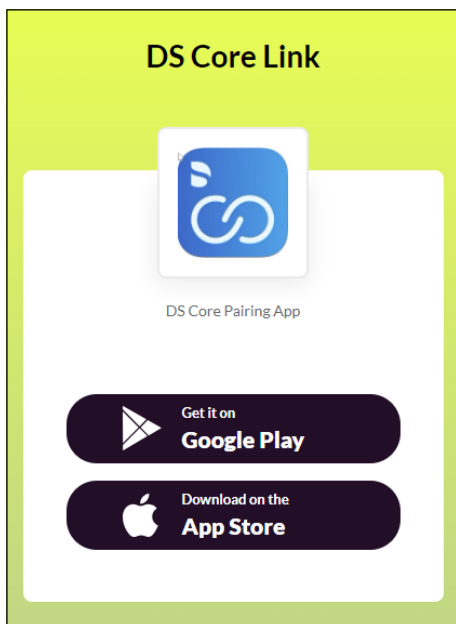 DS Core Link
DS Core Pairing App
Get it on
Google Play
Download on the
App Store